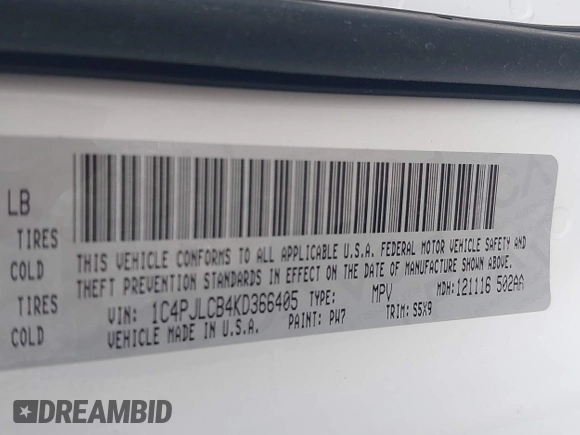 LB
TIRES
COLD
TIRES
COLD
THIS VEHICLE CONFORMS TO ALL APPLICABLE U.S.A. FEDERAL MOTOR VEHICLE SAFETY AND
THEFT PREVENTION STANDARDS IN EFFECT ON THE DATE OF MANUFACTURE SHOWN ABOVE.
VIN: 1C4PJLCB4KD366405 TYPE: MPV MDH: 121116 502AA
VEHICLE MADE IN U.S.A. PAINT: PW7 TRIM: S5X9
DREAMBID